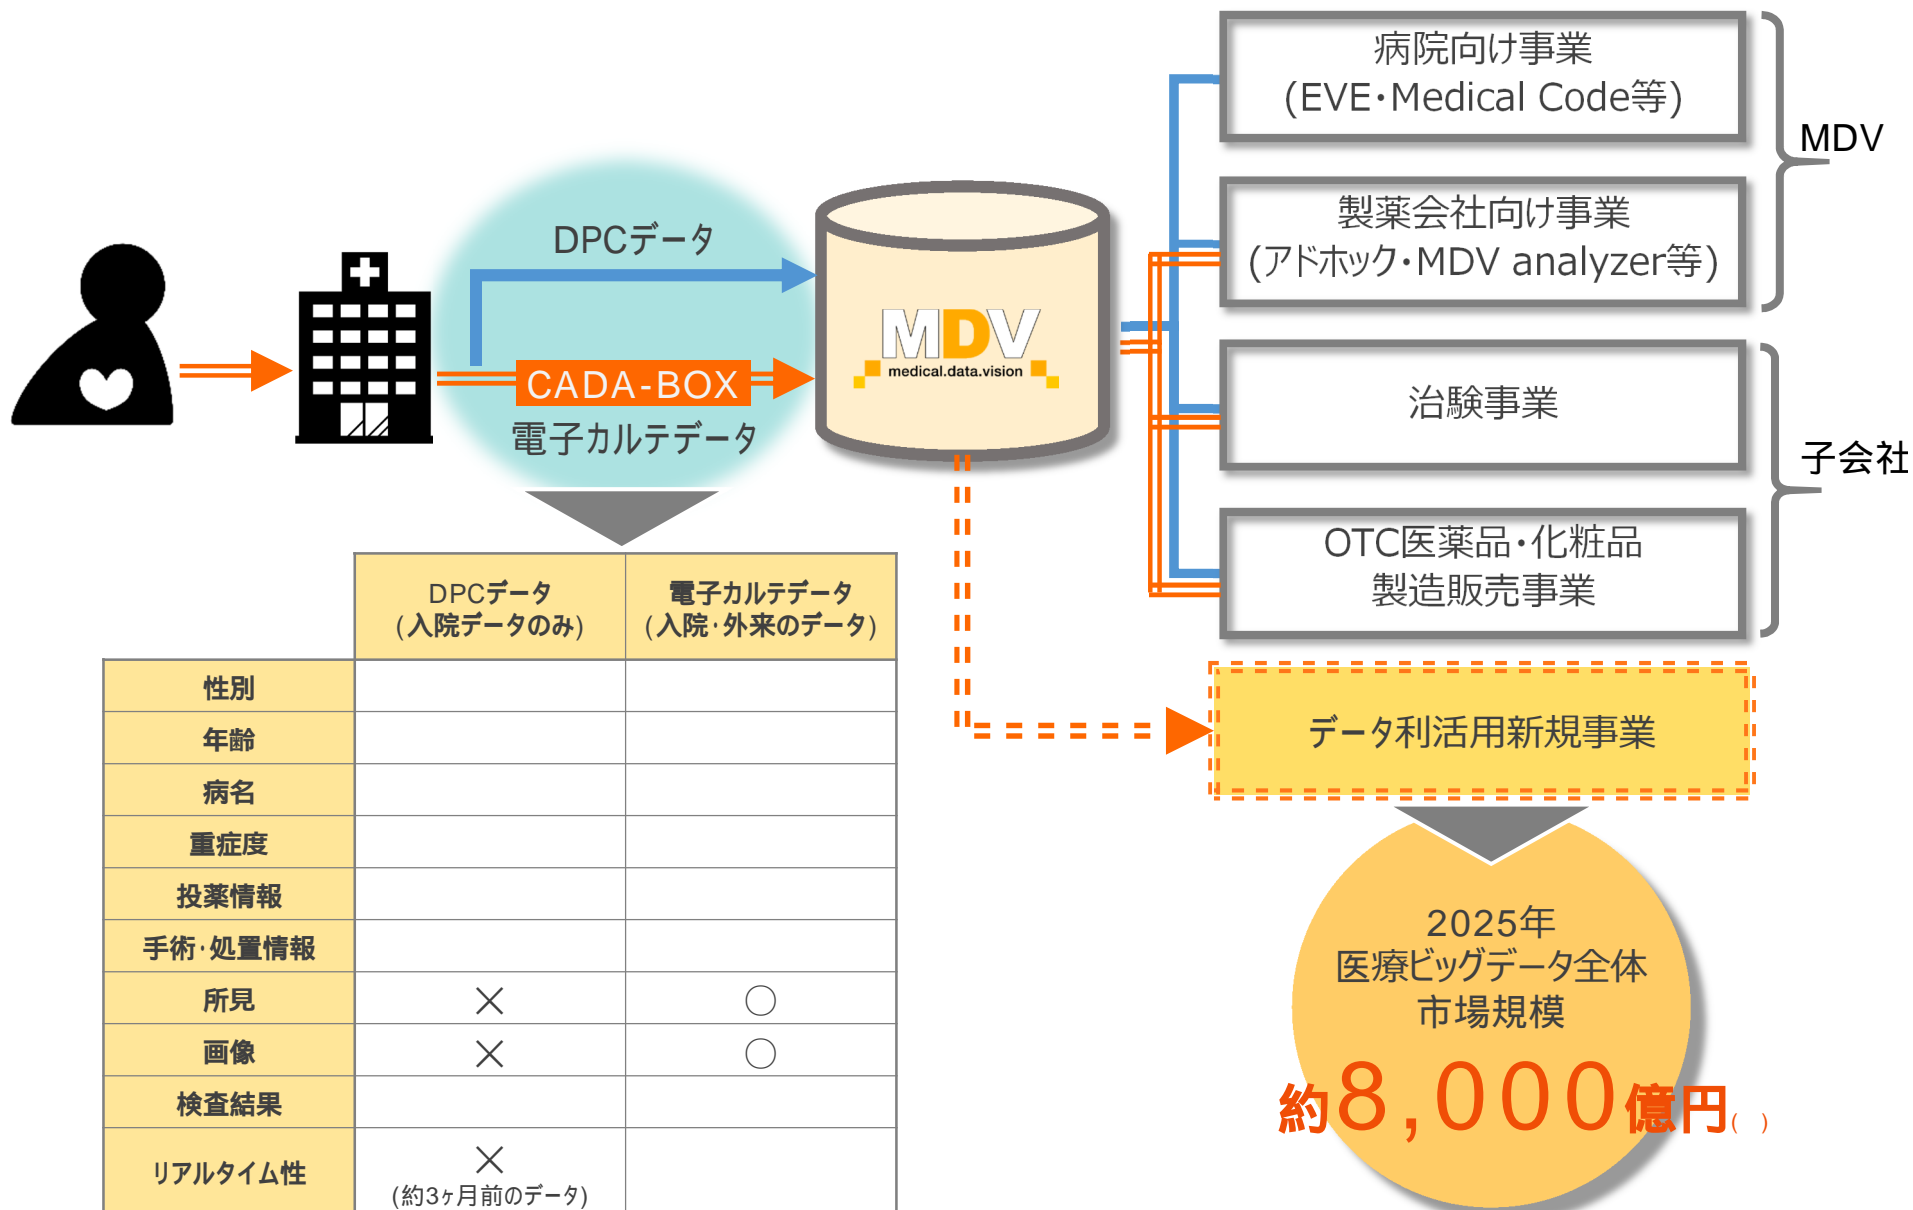 病院向け事業
(EVE・Medical Code等)
製薬会社向け事業
(アドホック・MDV analyzer等)
MDV
治験事業
OTC医薬品・化粧品
製造販売事業
子会社
DPCデータ
CADA-BOX
電子カルテデータ
MDV
medical.data.vision
データ利活用新規事業
2025年
医療ビッグデータ全体
市場規模
約8,000億円( )
DPCデータ
(入院データのみ)
電子カルテデータ
(入院・外来のデータ)
性別
年齢
病名
重症度
投薬情報
手術・処置情報
所見 × ○
画像 × ○
検査結果
リアルタイム性 ×
(約3ヶ月前のデータ)